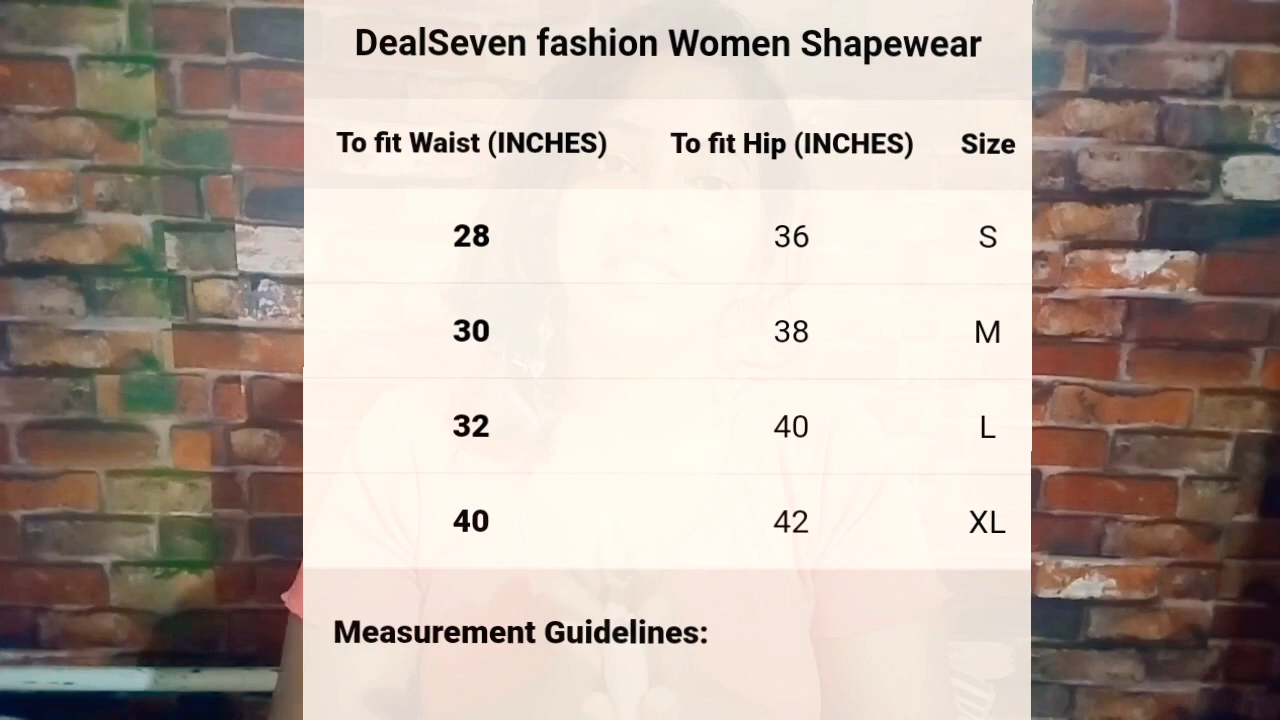 DealSeven fashion Women Shapewear
To fit Waist (INCHES) To fit Hip (INCHES) Size
28 36 S
30 38 M
32 40 L
40 42 XL
Measurement Guidelines: